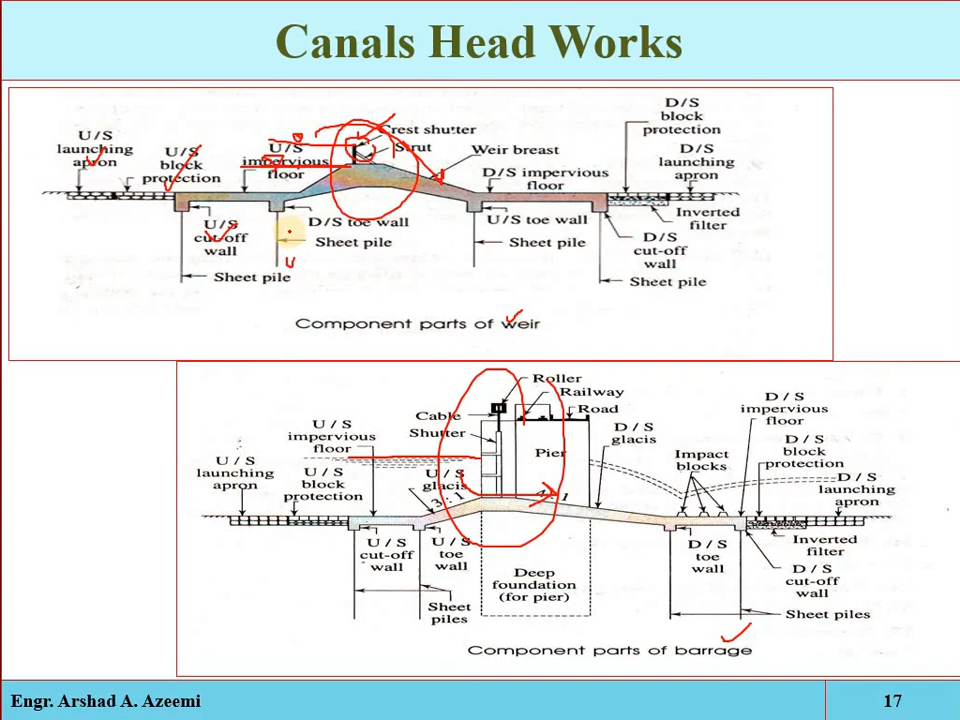 Canals Head Works
U/S
launching
apron
U/S
block
protection
U/S
impervious
floor
Crest shutter
Strut
Weir breast
D/S impervious
floor
D/S
block
protection
D/S
launching
apron
Inverted
filter
U/S
cut-off
wall
D/S toe wall
Sheet pile
Sheet pile
U/S toe wall
Sheet pile
D/S
cut-off
wall
Sheet pile
Component parts of weir
Roller
Railway
Road
Cable
Shutter
U/S
impervious
floor
U/S
launching
apron
U/S
block
protection
U/S
glacis
3:1
Pier
4:1
D/S
glacis
Impact
blocks
D/S
impervious
floor
D/S
block
protection
D/S
launching
apron
U/S
cut-off
wall
U/S
toe
wall
Sheet
piles
Deep
foundation
(for pier)
D/S
toe
wall
Inverted
filter
D/S
cut-off
wall
Sheet piles
Component parts of barrage
Engr. Arshad A. Azeemi
17